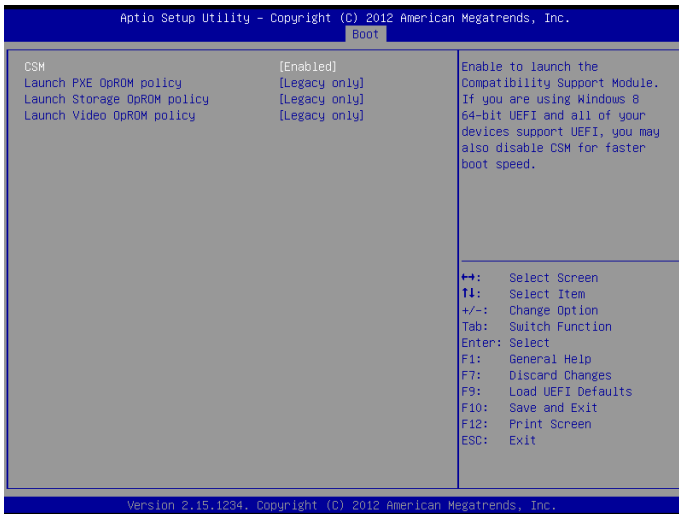 Aptio Setup Utility – Copyright (C) 2012 American Megatrends, Inc.
Boot
CSM [Enabled]
Launch PXE OpROM policy [Legacy only]
Launch Storage OpROM policy [Legacy only]
Launch Video OpROM policy [Legacy only]
Enable to launch the
Compatibility Support Module.
If you are using Windows 8
64-bit UEFI and all of your
devices support UEFI, you may
also disable CSM for faster
boot speed.
↔: Select Screen
↑↓: Select Item
+/-: Change Option
Tab: Switch Function
Enter: Select
F1: General Help
F7: Discard Changes
F9: Load UEFI Defaults
F10: Save and Exit
F12: Print Screen
ESC: Exit
Version 2.15.1234. Copyright (C) 2012 American Megatrends, Inc.